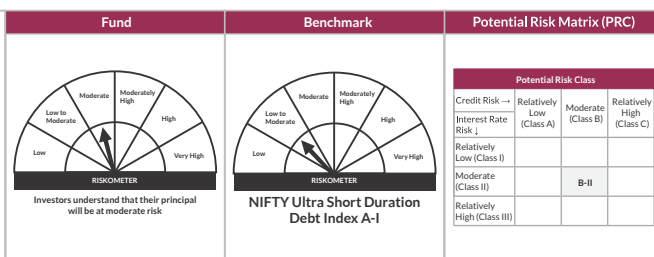 Fund
Benchmark
Potential Risk Matrix (PRC)
Low
Low to
Moderate
Moderate
Moderately
High
High
Very High
RISKOMETER
Investors understand that their principal
will be at moderate risk
Low
Low to
Moderate
Moderate
Moderately
High
High
Very High
RISKOMETER
NIFTY Ultra Short Duration
Debt Index A-I
Potential Risk Class
Credit Risk →
Interest Rate
Risk ↓
Relatively
Low
(Class A)
Moderate
(Class B)
Relatively
High
(Class C)
Relatively
Low (Class I)
Moderate
(Class II)
B-II
Relatively
High (Class III)